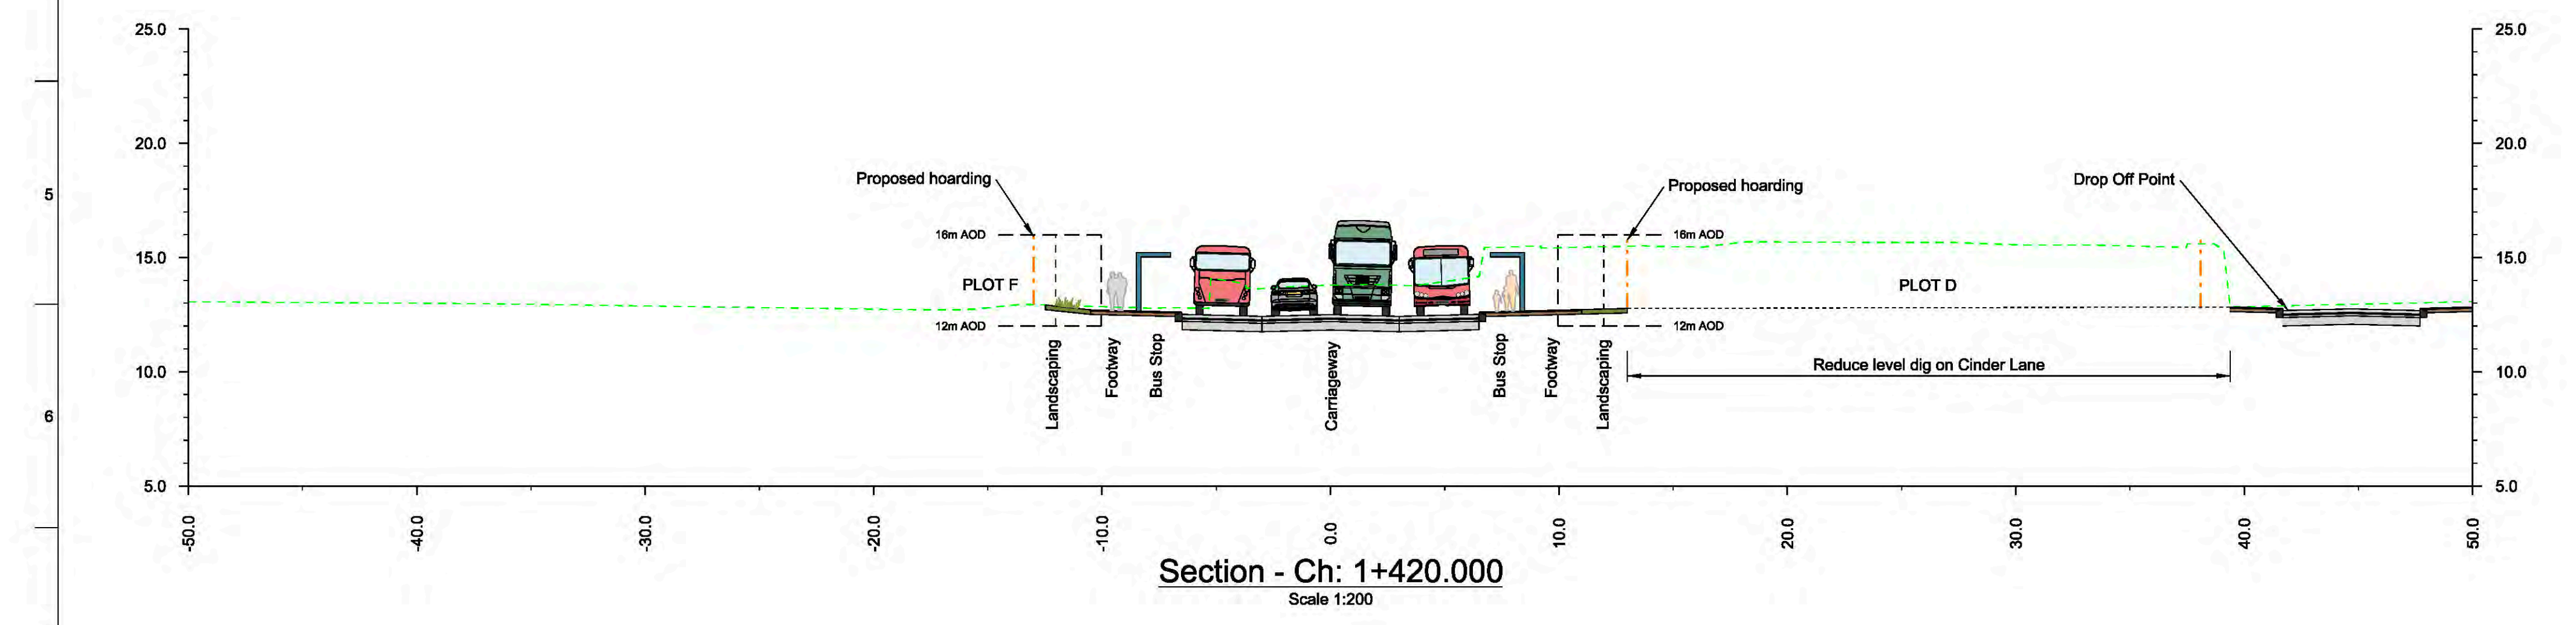 25.0
25.0
20.0
20.0
5
Proposed hoarding
Proposed hoarding
Drop Off Point
16m AOD
16m AOD
15.0
15.0
PLOT F
PLOT D
12m AOD
12m AOD
6
10.0
10.0
Landscaping
Footway
Bus Stop
Carriageway
Bus Stop
Footway
Landscaping
Reduce level dig on Cinder Lane
5.0
5.0
-50.0
-40.0
-30.0
-20.0
-10.0
0.0
10.0
20.0
30.0
40.0
50.0
Section - Ch: 1+420.000
Scale 1:200